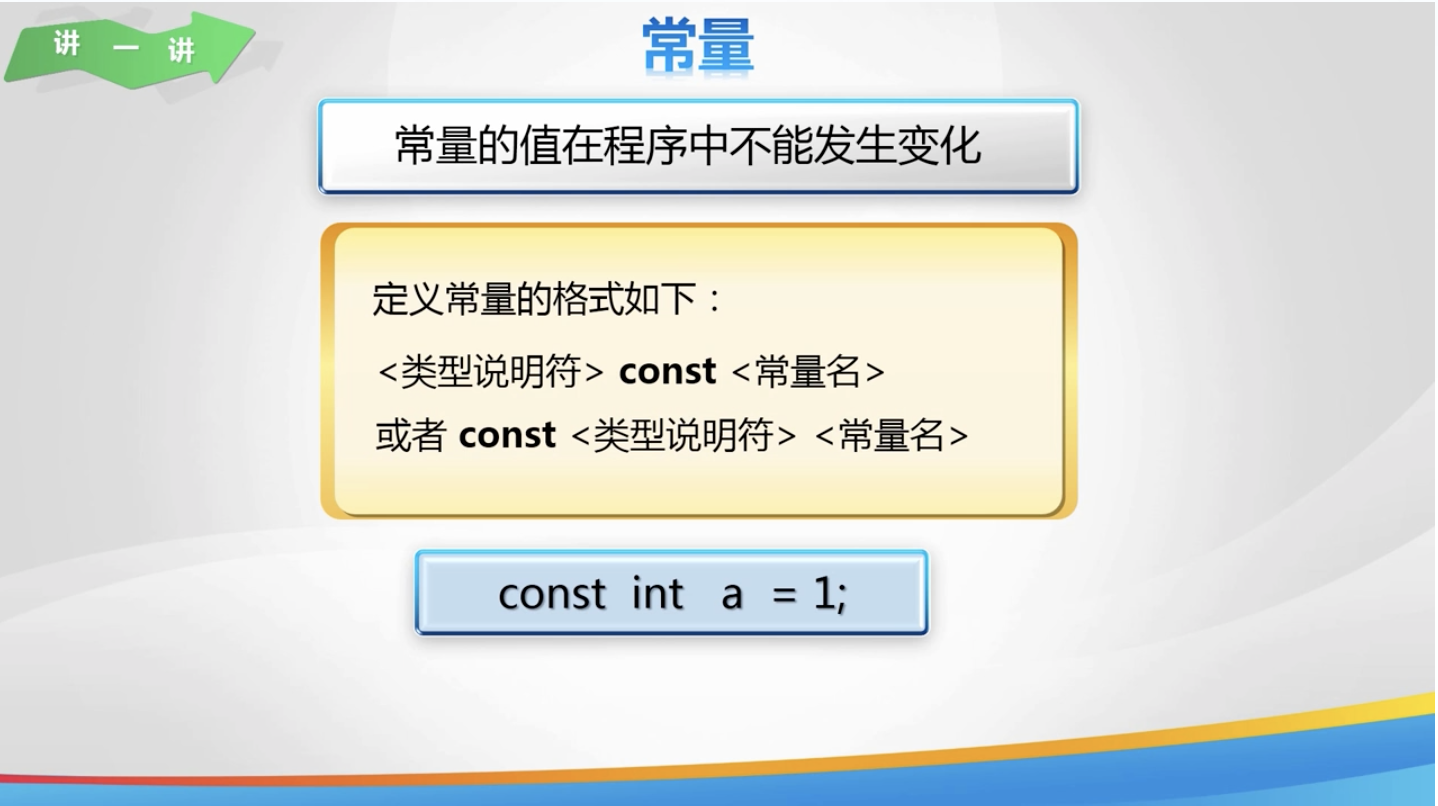 讲一讲
常量
常量的值在程序中不能发生变化
定义常量的格式如下：
<类型说明符> const <常量名>
或者 const <类型说明符> <常量名>
const int a = 1;